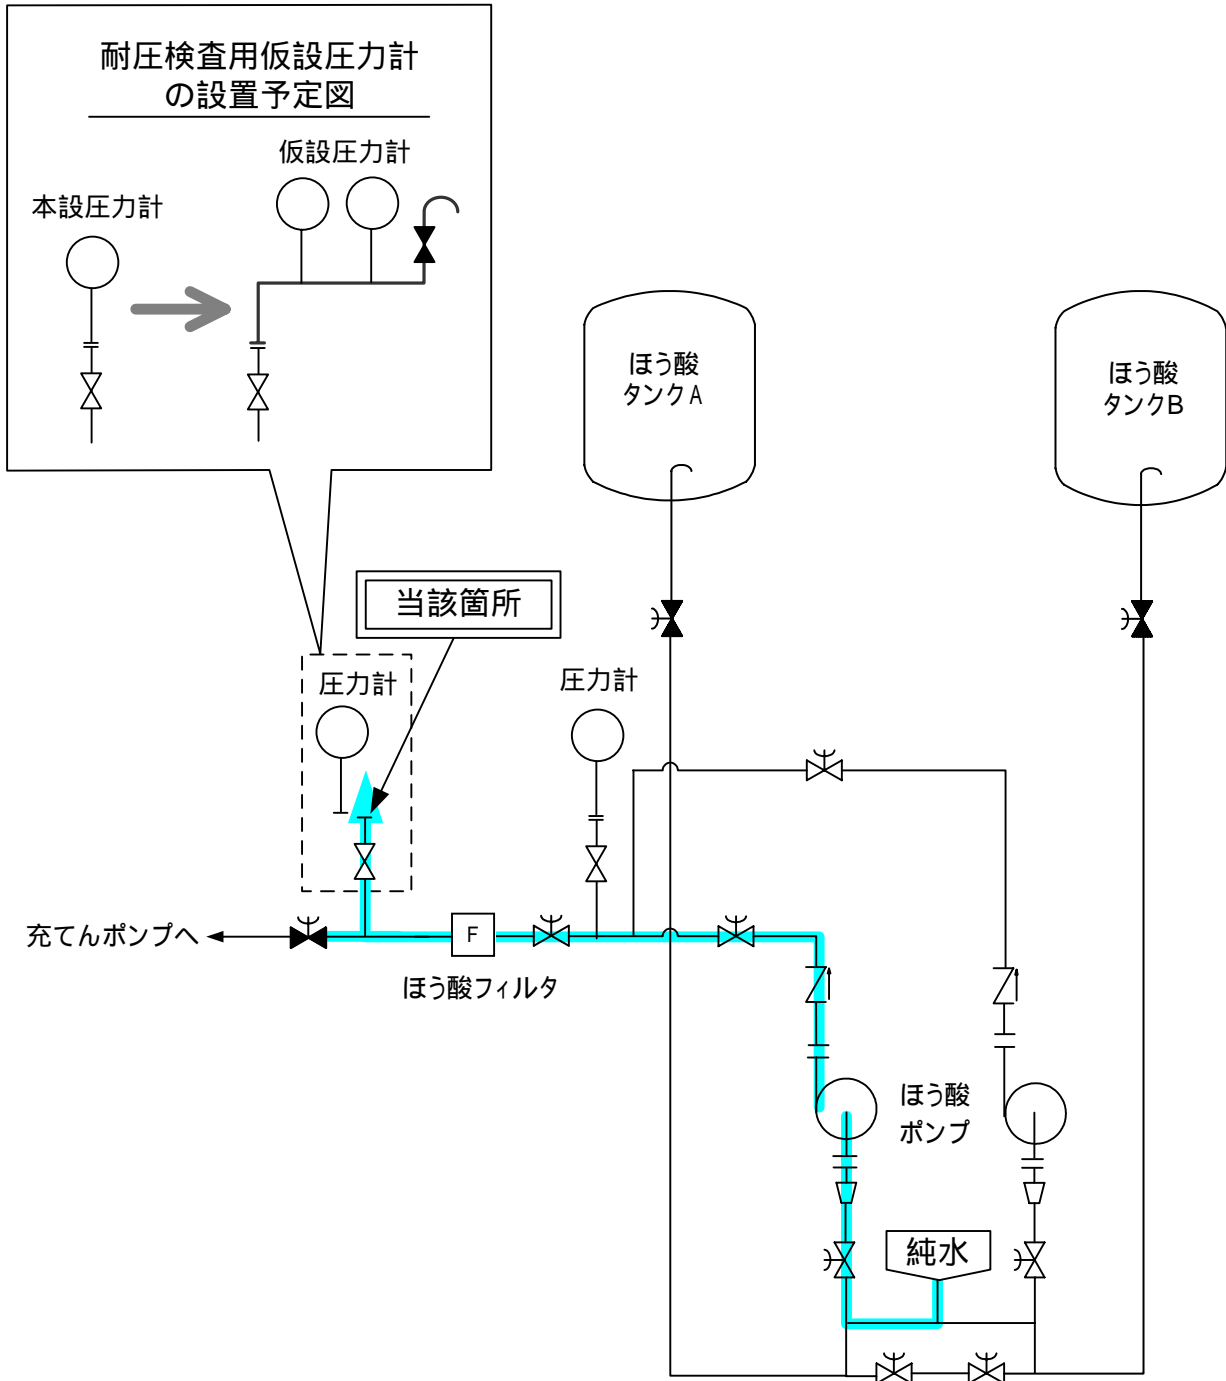 耐圧検査用仮設圧力計
の設置予定図
仮設圧力計
本設圧力計
ほう酸
タンクA
ほう酸
タンクB
当該箇所
圧力計
圧力計
充てんポンプへ
F
ほう酸フィルタ
ほう酸
ポンプ
純水